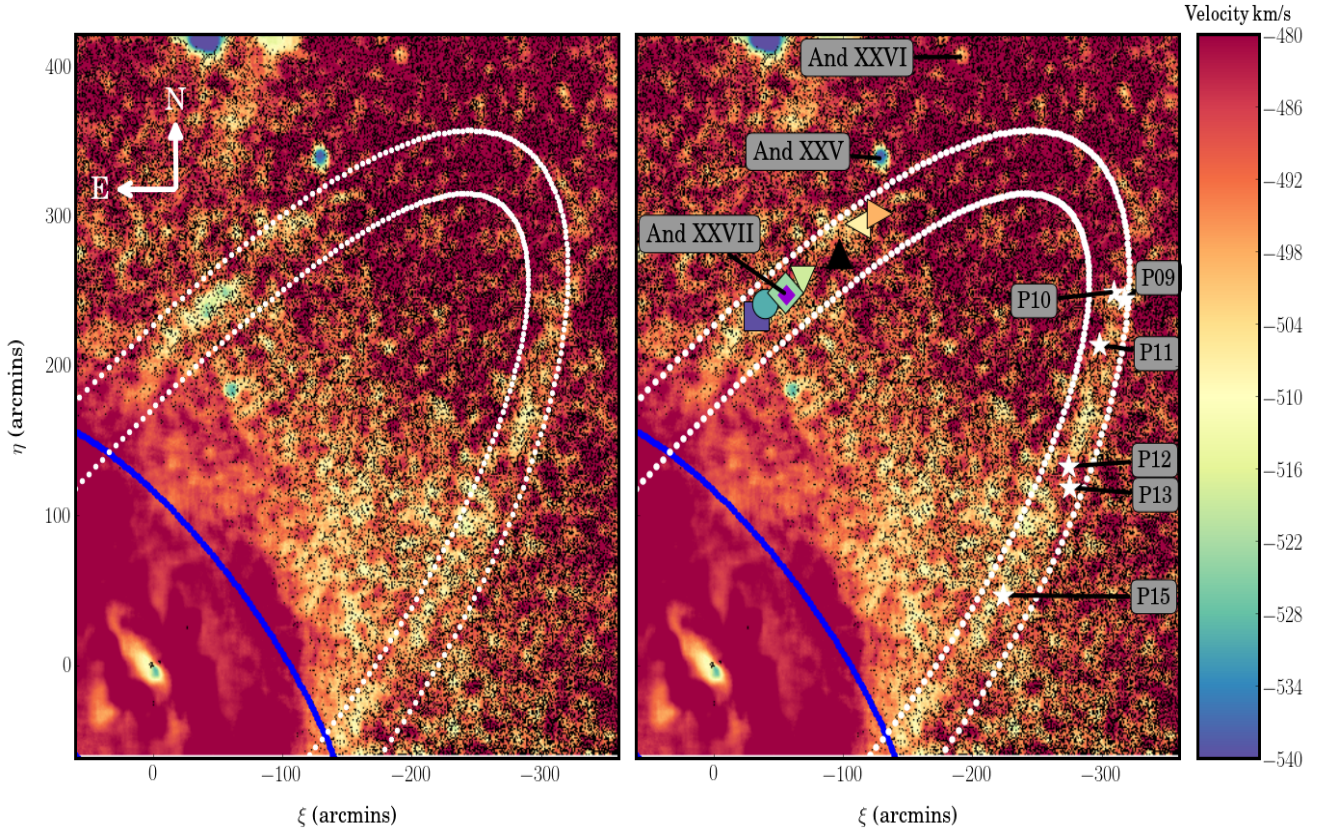 Velocity km/s
N
E
And XXVI
And XXV
And XXVII
P09
P10
P11
P12
P13
P15
400
300
200
100
0
η (arcmins)
0
−100
−200
−300
ξ (arcmins)
0
−100
−200
−300
ξ (arcmins)
−480
−486
−492
−498
−504
−510
−516
−522
−528
−534
−540